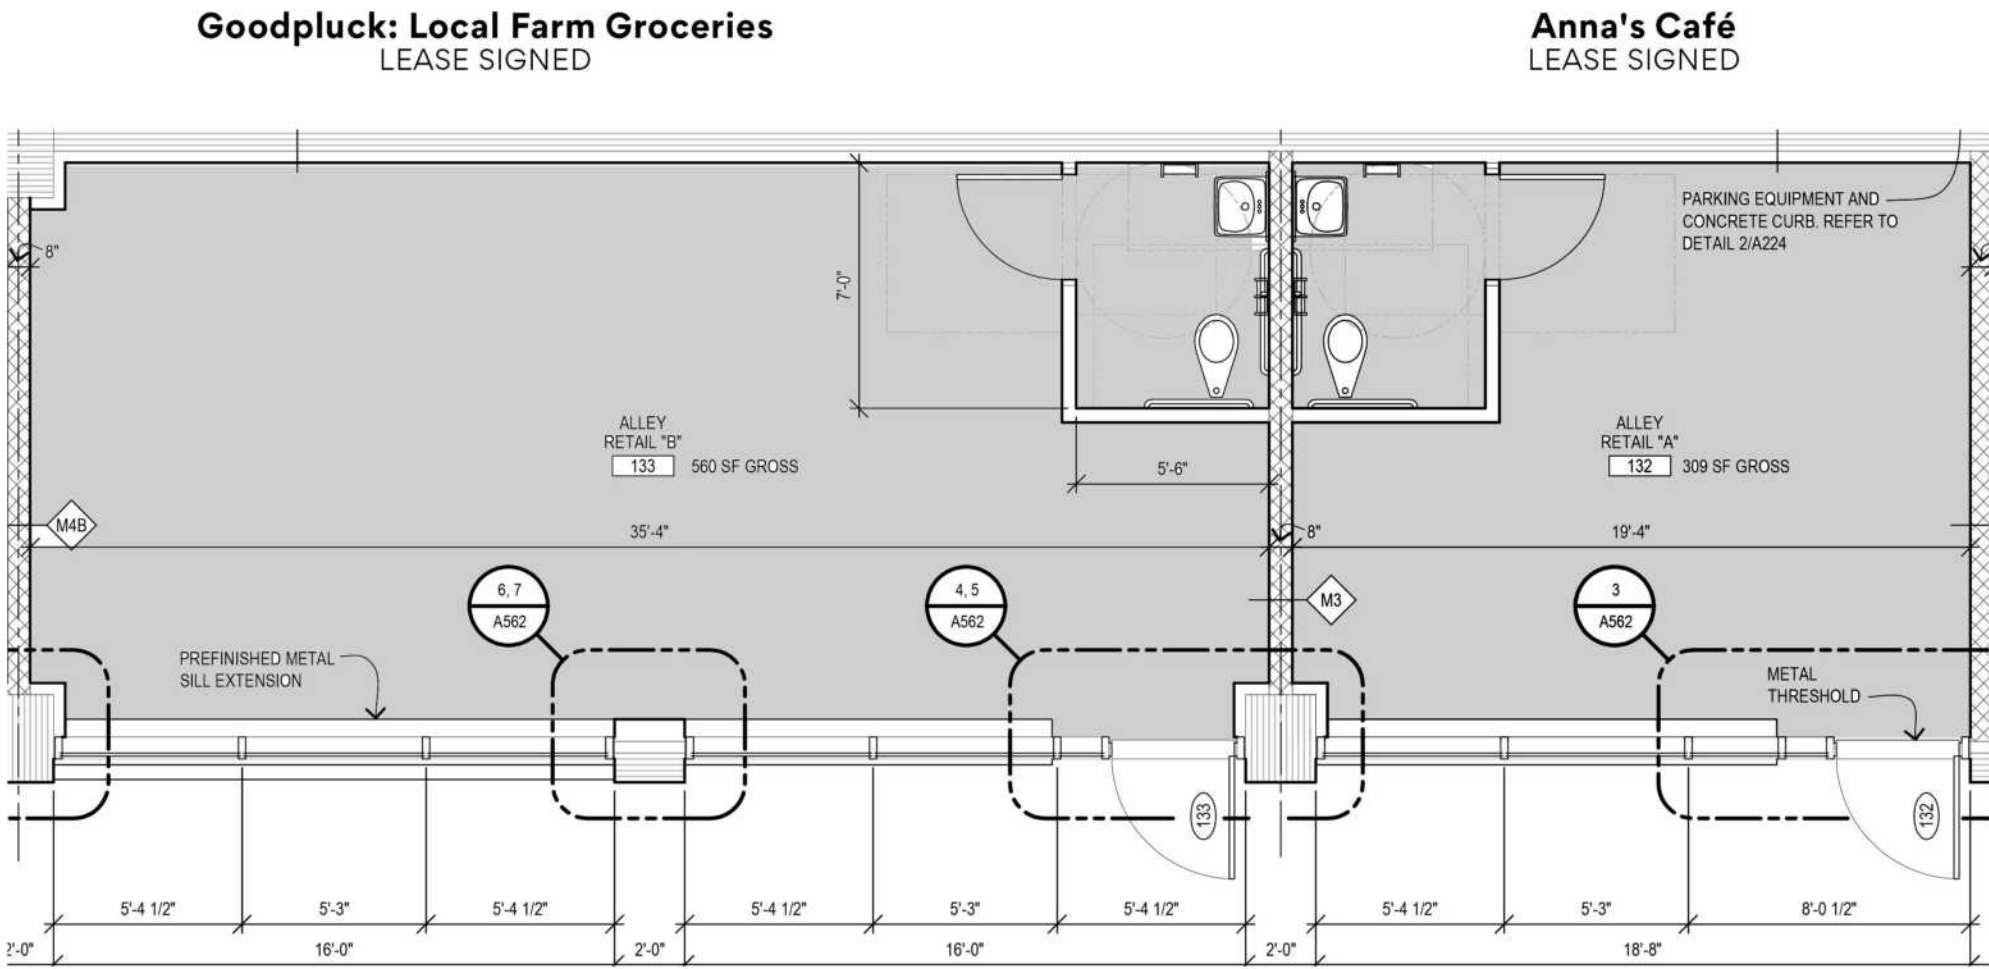 Goodpluck: Local Farm Groceries
LEASE SIGNED
Anna's Café
LEASE SIGNED
8"
7'-0"
PARKING EQUIPMENT AND
CONCRETE CURB. REFER TO
DETAIL 2/A224
ALLEY
RETAIL "B"
133 560 SF GROSS
ALLEY
RETAIL "A"
132 309 SF GROSS
5'-6"
M4B
35'-4"
8"
19'-4"
6, 7
A562
4, 5
A562
M3
3
A562
PREFINISHED METAL
SILL EXTENSION
METAL
THRESHOLD
133
132
5'-4 1/2"
5'-3"
5'-4 1/2"
5'-4 1/2"
5'-3"
5'-4 1/2"
5'-4 1/2"
5'-3"
8'-0 1/2"
2'-0"
16'-0"
2'-0"
16'-0"
2'-0"
18'-8"